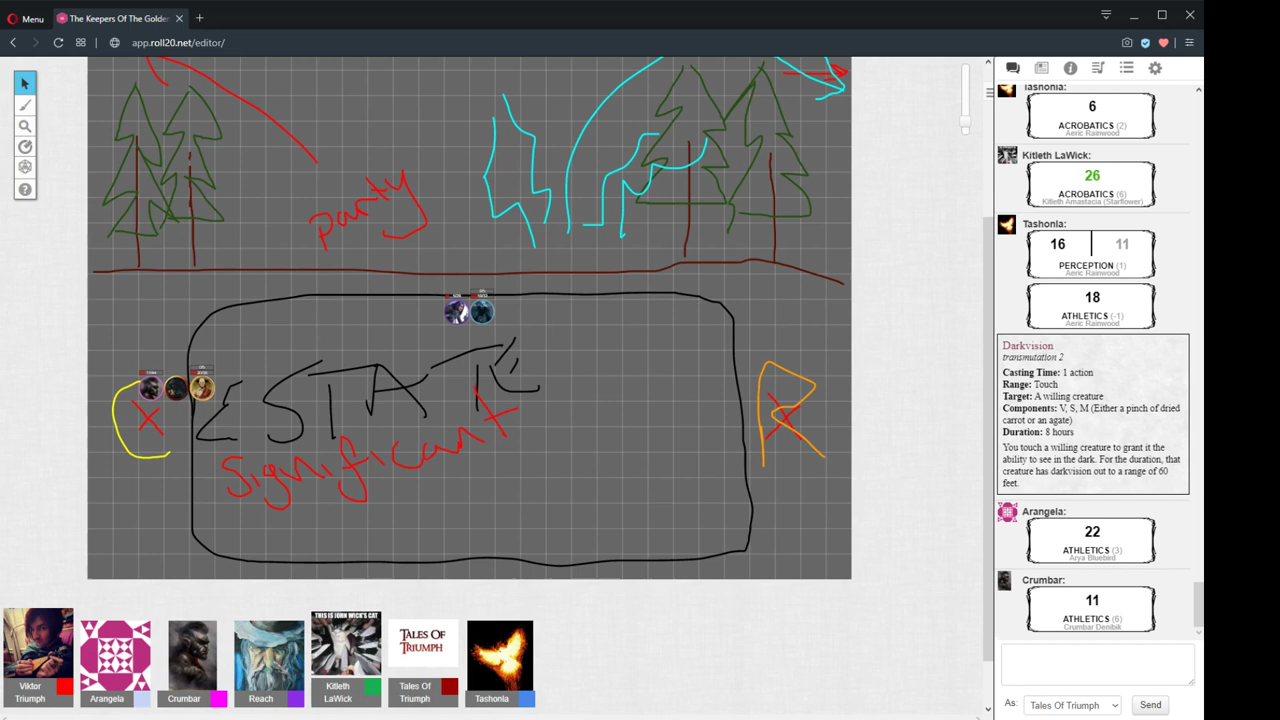 Menu
The Keepers Of The Golden
app.roll20.net/editor/
party
ESTATE
significant
X
X
R
Tashonia:
6
ACROBATICS (2)
Aeric Rainwood
Kitleth LaWick:
26
ACROBATICS (6)
Kitleth Amastacia (Starflower)
Tashonia:
16 11
PERCEPTION (1)
Aeric Rainwood
18
ATHLETICS (-1)
Aeric Rainwood
Darkvision
transmutation 2
Casting Time: 1 action
Range: Touch
Target: A willing creature
Components: V, S, M (Either a pinch of dried
carrot or an agate)
Duration: 8 hours
You touch a willing creature to grant it the
ability to see in the dark. For the duration, that
creature has darkvision out to a range of 60
feet.
Arangela:
22
ATHLETICS (3)
Arya Bluebird
Crumbar:
11
ATHLETICS (6)
Crumbar Denibik
As: Tales Of Triumph Send
THIS IS JOHN WICK'S CAT
TALES OF
TRIUMPH
Viktor
Triumph
Arangela
Crumbar
Reach
Kitleth
LaWick
Tales Of
Triumph
Tashonia